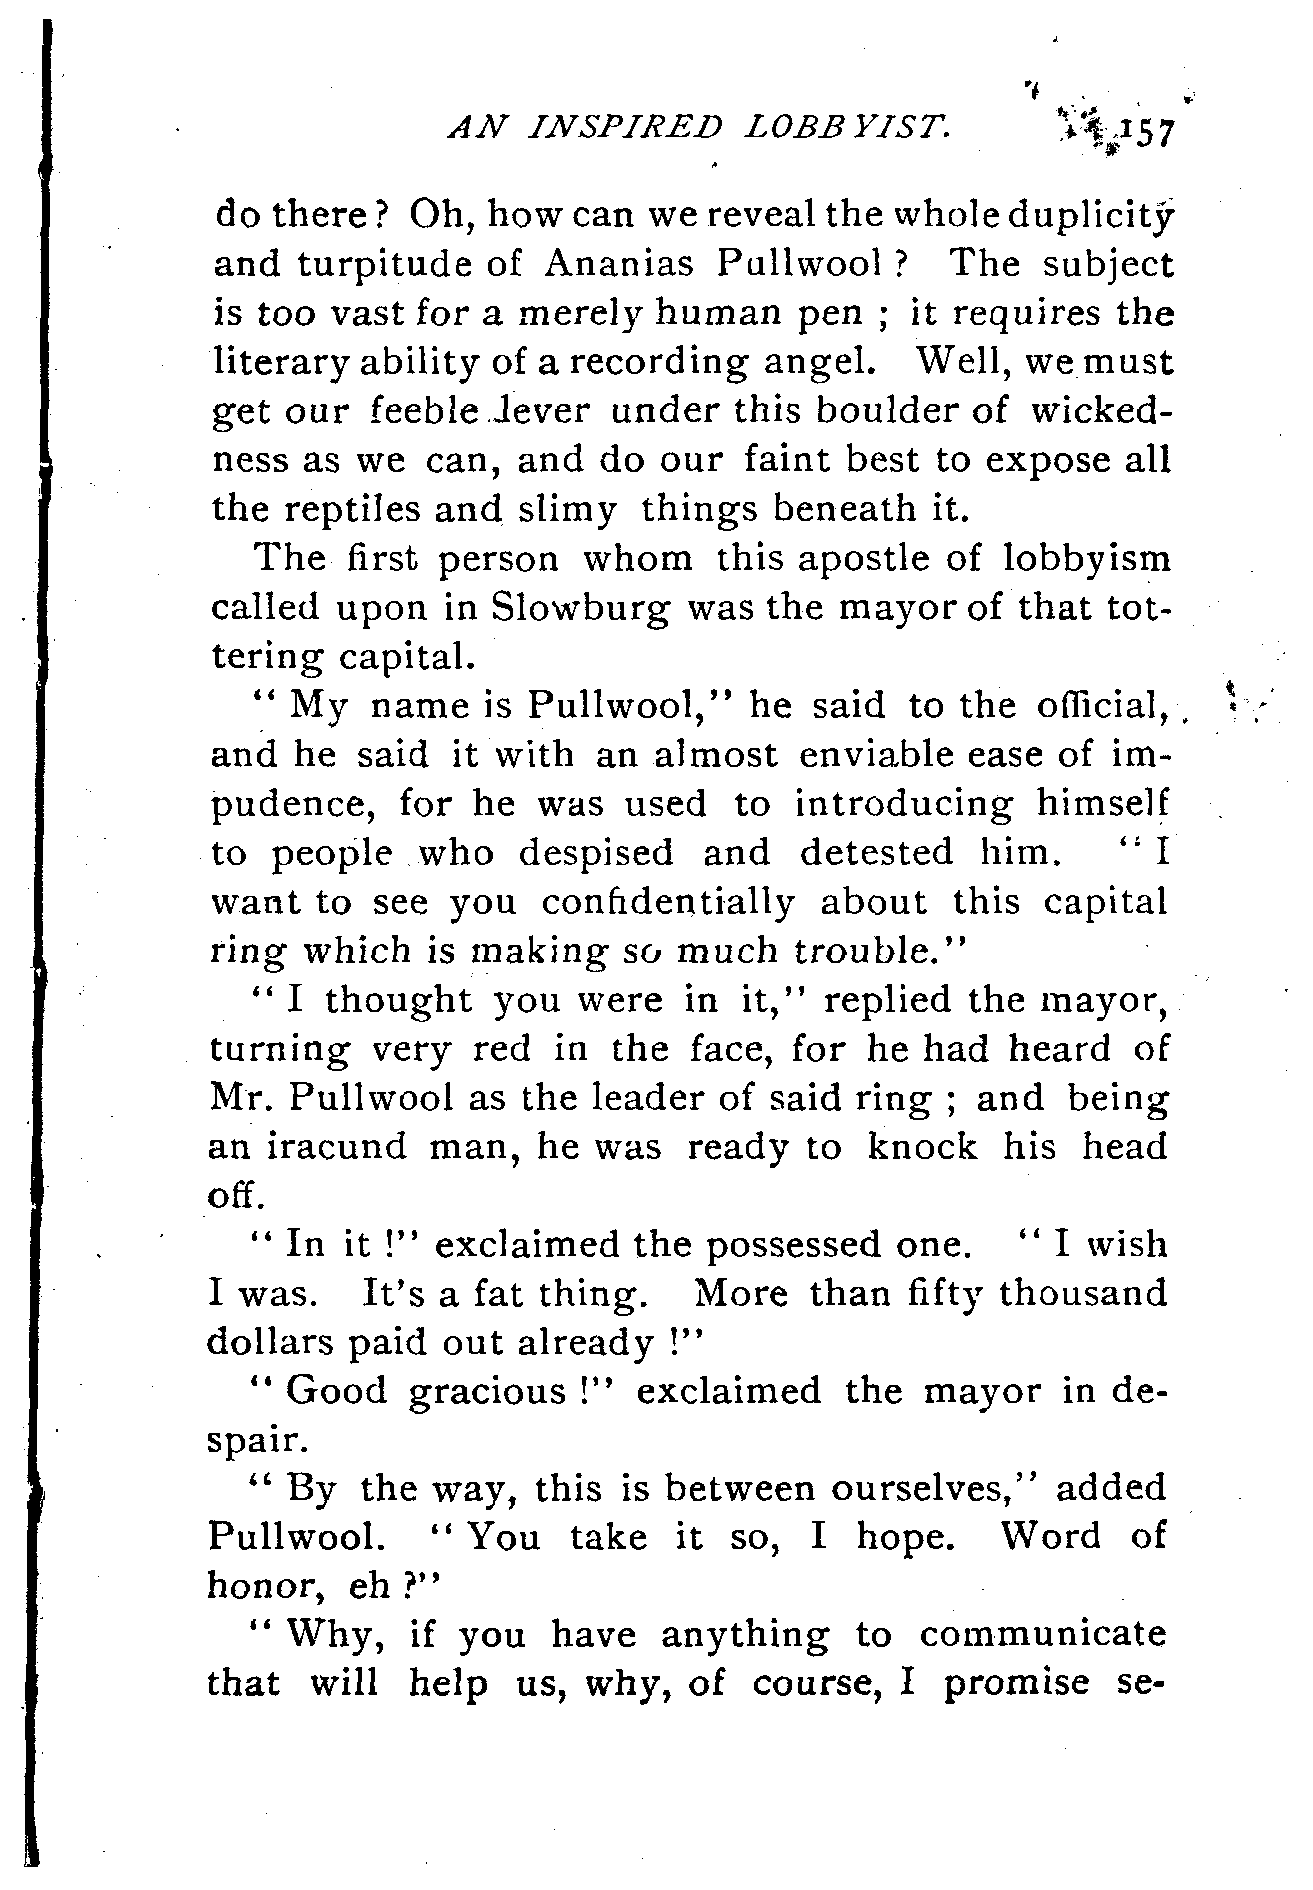 AN INSPIRED LOBBYIST. 157
do there? Oh, how can we reveal the whole duplicity
and turpitude of Ananias Pullwool? The subject
is too vast for a merely human pen; it requires the
literary ability of a recording angel. Well, we must
get our feeble lever under this boulder of wicked-
ness as we can, and do our faint best to expose all
the reptiles and slimy things beneath it.
The first person whom this apostle of lobbyism
called upon in Slowburg was the mayor of that tot-
tering capital.
"My name is Pullwool," he said to the official,
and he said it with an almost enviable ease of im-
pudence, for he was used to introducing himself
to people who despised and detested him. "I
want to see you confidentially about this capital
ring which is making so much trouble."
"I thought you were in it," replied the mayor,
turning very red in the face, for he had heard of
Mr. Pullwool as the leader of said ring; and being
an iracund man, he was ready to knock his head
off.
"In it!" exclaimed the possessed one. "I wish
I was. It's a fat thing. More than fifty thousand
dollars paid out already!"
"Good gracious!" exclaimed the mayor in de-
spair.
"By the way, this is between ourselves," added
Pullwool. "You take it so, I hope. Word of
honor, eh?"
"Why, if you have anything to communicate
that will help us, why, of course, I promise se-